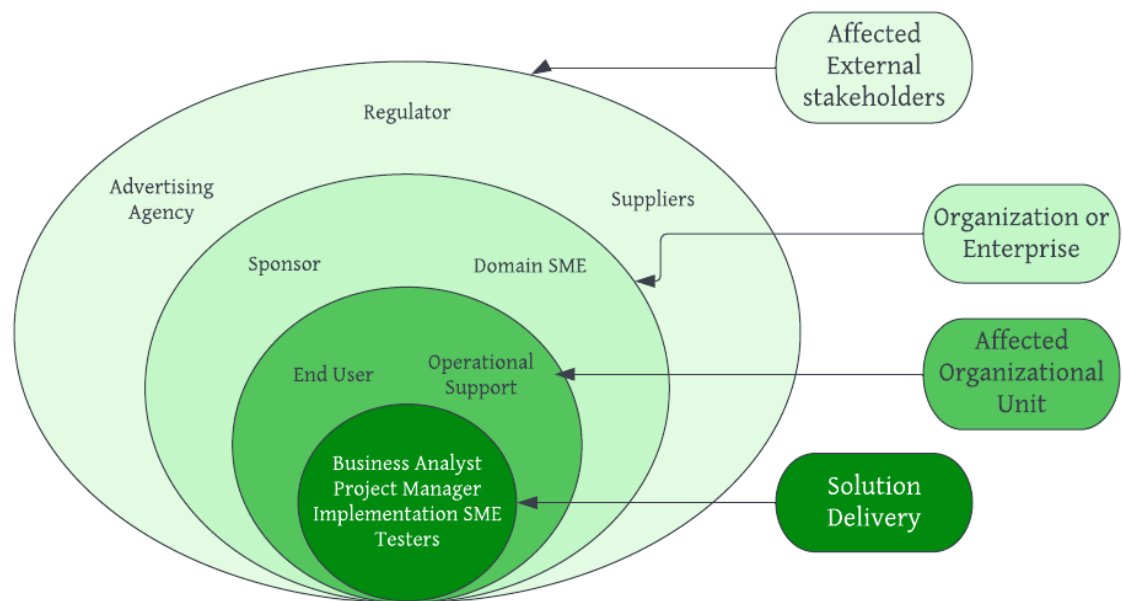 Affected
External
stakeholders
Regulator
Advertising
Agency
Suppliers
Organization or
Enterprise
Sponsor
Domain SME
Affected
Organizational
Unit
End User
Operational
Support
Business Analyst
Project Manager
Implementation SME
Testers
Solution
Delivery